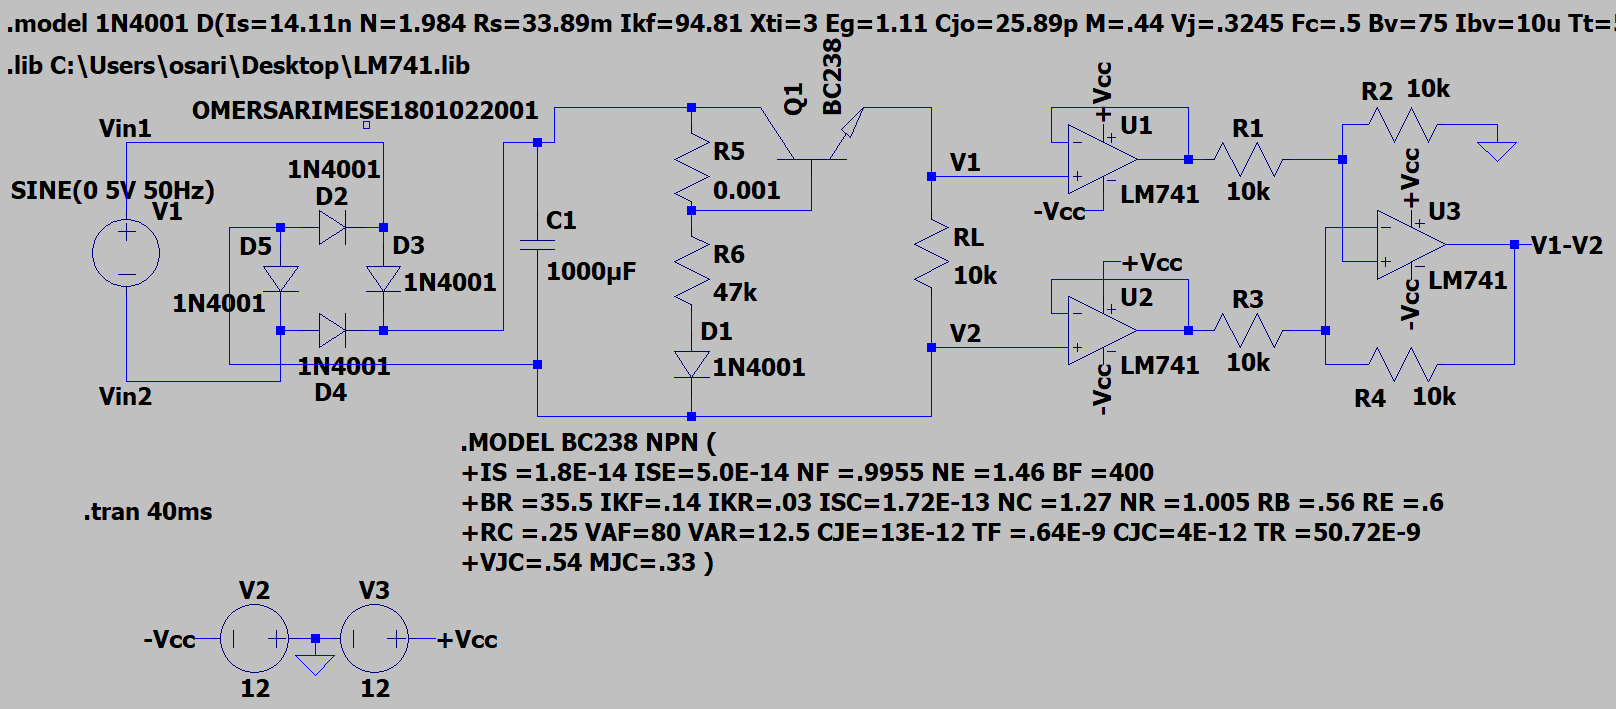 .model 1N4001 D(Is=14.11n N=1.984 Rs=33.89m Ikf=94.81 Xti=3 Eg=1.11 Cjo=25.89p M=.44 Vj=.3245 Fc=.5 Bv=75 Ibv=10u Tt=
.lib C:\Users\osari\Desktop\LM741.lib
OMERSARIMESE1801022001
Vin1
SINE(0 5V 50Hz)
V1
1N4001
D2
D5
1N4001
D3
1N4001
1N4001
D4
Vin2
C1
1000µF
R5
0.001
R6
47k
D1
1N4001
Q1
BC238
V1
RL
10k
V2
+Vcc
U1
-Vcc
LM741
R1
10k
+Vcc
U2
-Vcc
LM741
R3
10k
R2
10k
+Vcc
U3
-Vcc
LM741
V1-V2
R4
10k
.MODEL BC238 NPN (
+IS =1.8E-14 ISE=5.0E-14 NF =.9955 NE =1.46 BF =400
+BR =35.5 IKF=.14 IKR=.03 ISC=1.72E-13 NC =1.27 NR =1.005 RB =.56 RE =.6
+RC =.25 VAF=80 VAR=12.5 CJE=13E-12 TF =.64E-9 CJC=4E-12 TR =50.72E-9
+VJC=.54 MJC=.33 )
.tran 40ms
V2
V3
-Vcc
+Vcc
12
12